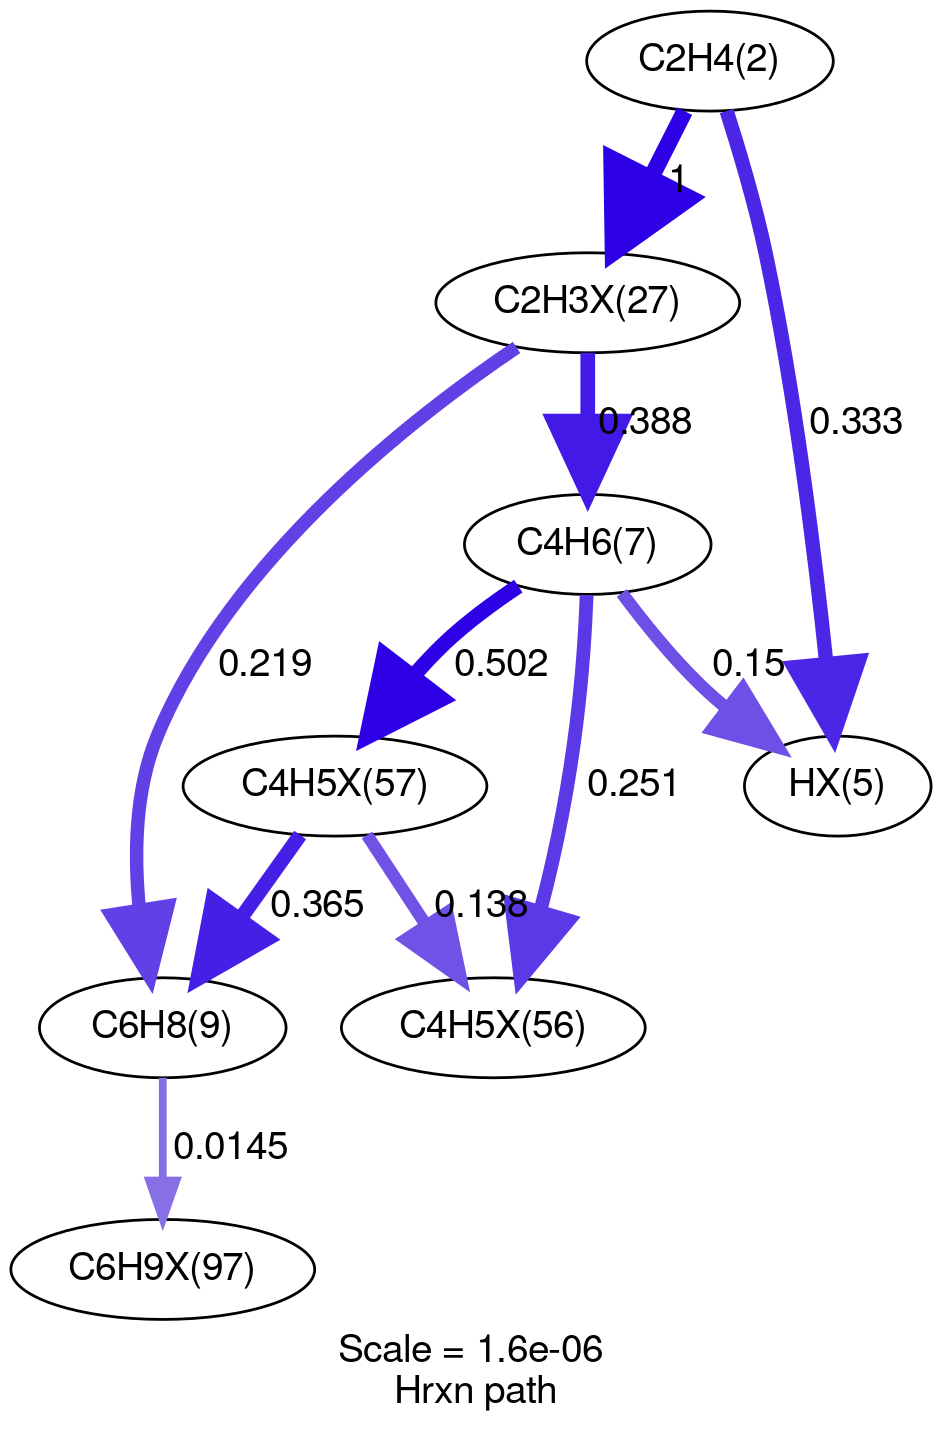 C2H4(2)
1
C2H3X(27)
0.388
0.333
C4H6(7)
0.219
0.502
0.15
C4H5X(57)
0.251
HX(5)
0.365
0.138
C6H8(9)
C4H5X(56)
0.0145
C6H9X(97)
Scale = 1.6e-06
Hrxn path